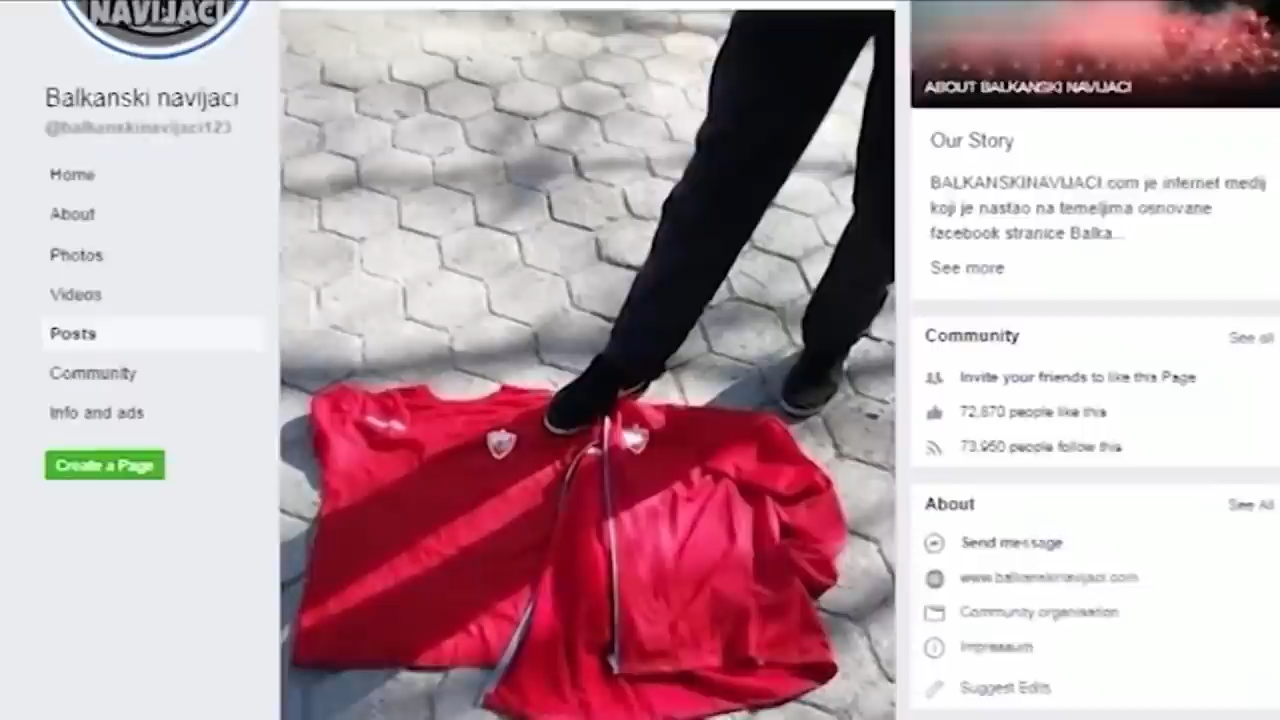 NAVIJACI
Balkanski navijaci
@balkanskinavijaci123
Home
About
Photos
Videos
Posts
Community
Info and ads
Create a Page
ABOUT BALKANSKI NAVIJACI
Our Story
BALKANSKINAVIJACI.com je internet medij
koji je nastao na temeljima osnovane
facebook stranice Balka...
See more
Community
See all
Invite your friends to like this Page
72,870 people like this
73,950 people follow this
About
See All
Send message
www.balkanskinavijaci.com
Community organisation
Impressum
Suggest Edits